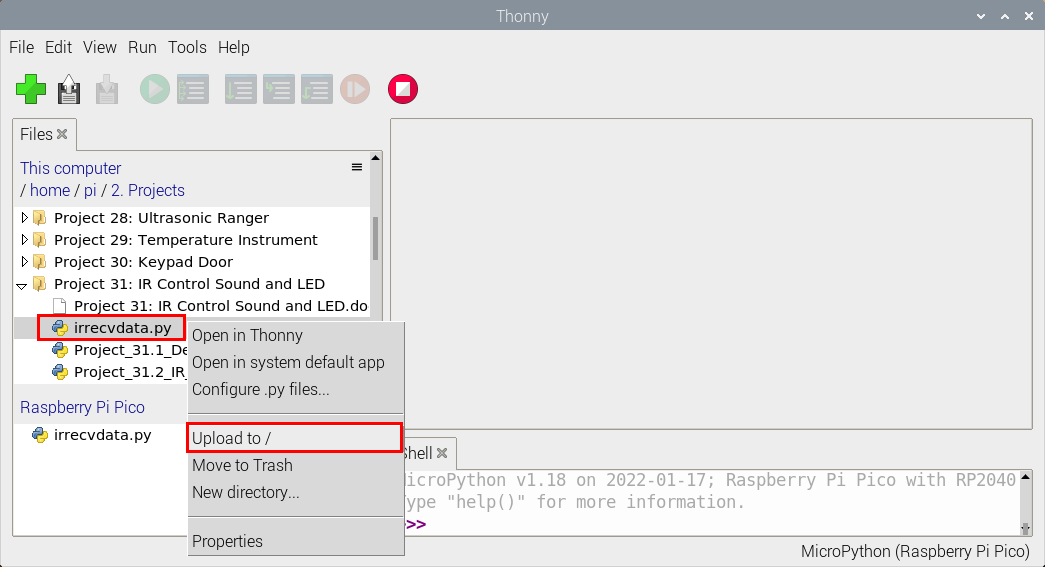 Thonny
File Edit View Run Tools Help
Files
This computer
/ home / pi / 2. Projects
Project 28: Ultrasonic Ranger
Project 29: Temperature Instrument
Project 30: Keypad Door
Project 31: IR Control Sound and LED
Project 31: IR Control Sound and LED.do
irrecvdata.py
Project_31.1_De
Project_31.2_IR_
Open in Thonny
Open in system default app
Configure .py files...
Upload to /
Move to Trash
New directory...
Properties
Raspberry Pi Pico
irrecvdata.py
Shell
MicroPython v1.18 on 2022-01-17; Raspberry Pi Pico with RP2040
Type "help()" for more information.
>>>
MicroPython (Raspberry Pi Pico)